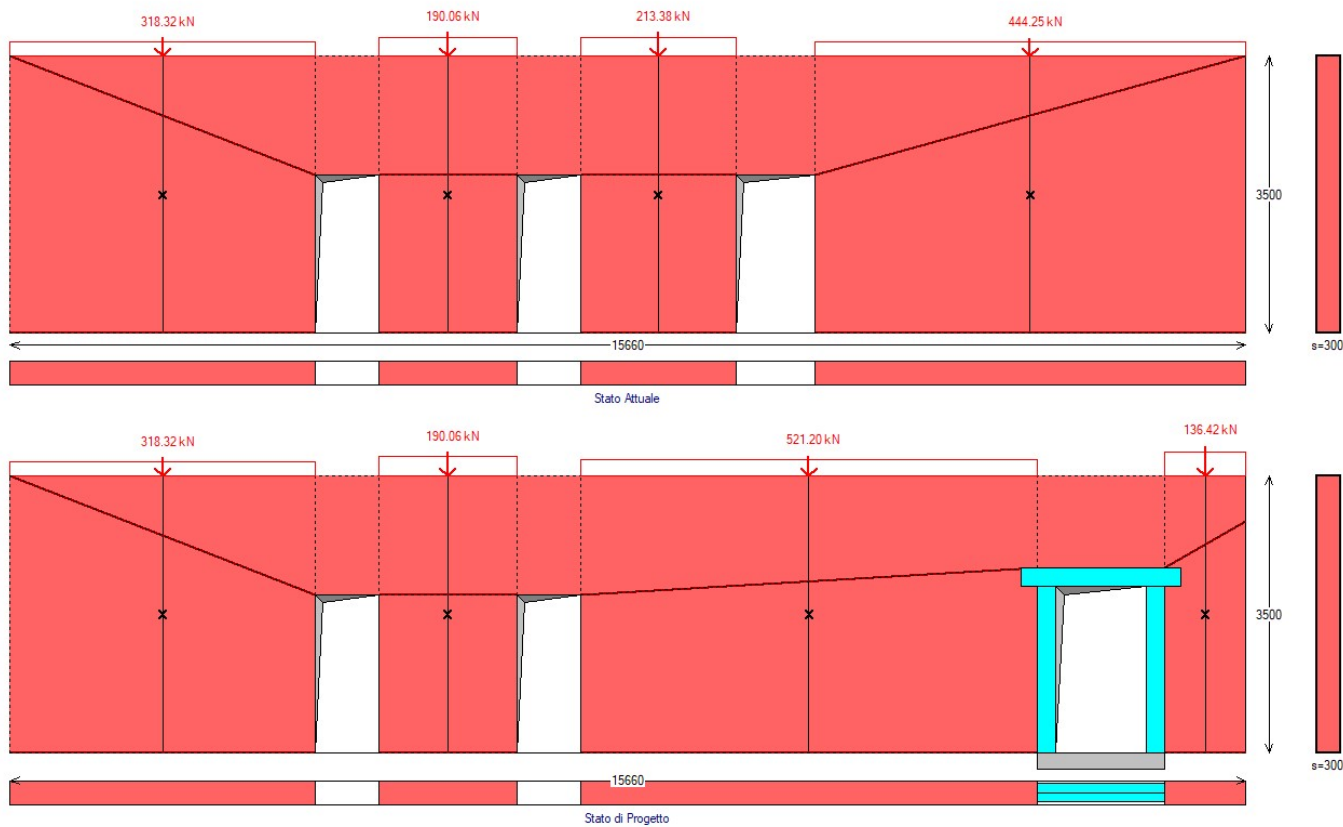 318.32 kN
190.06 kN
213.38 kN
444.25 kN
3500
15660
s=300
Stato Attuale
318.32 kN
190.06 kN
521.20 kN
136.42 kN
3500
15660
s=300
Stato di Progetto